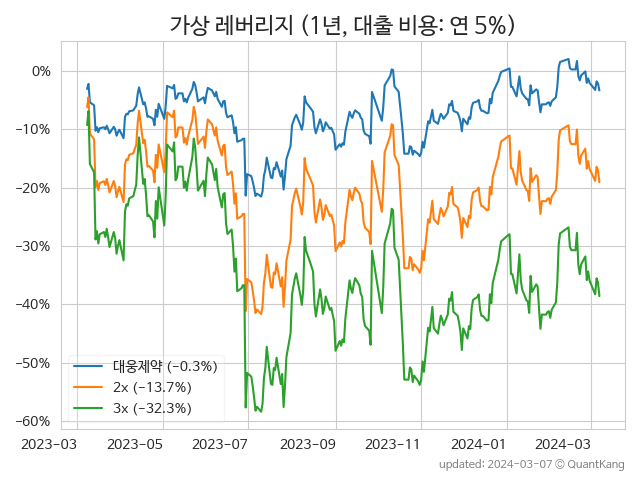 가상 레버리지 (1년, 대출 비용: 연 5%)
0%
−10%
−20%
−30%
−40%
−50%
−60%
대웅제약 (−0.3%)
2x (−13.7%)
3x (−32.3%)
2023-03 2023-05 2023-07 2023-09 2023-11 2024-01 2024-03
updated: 2024-03-07 © QuantKang